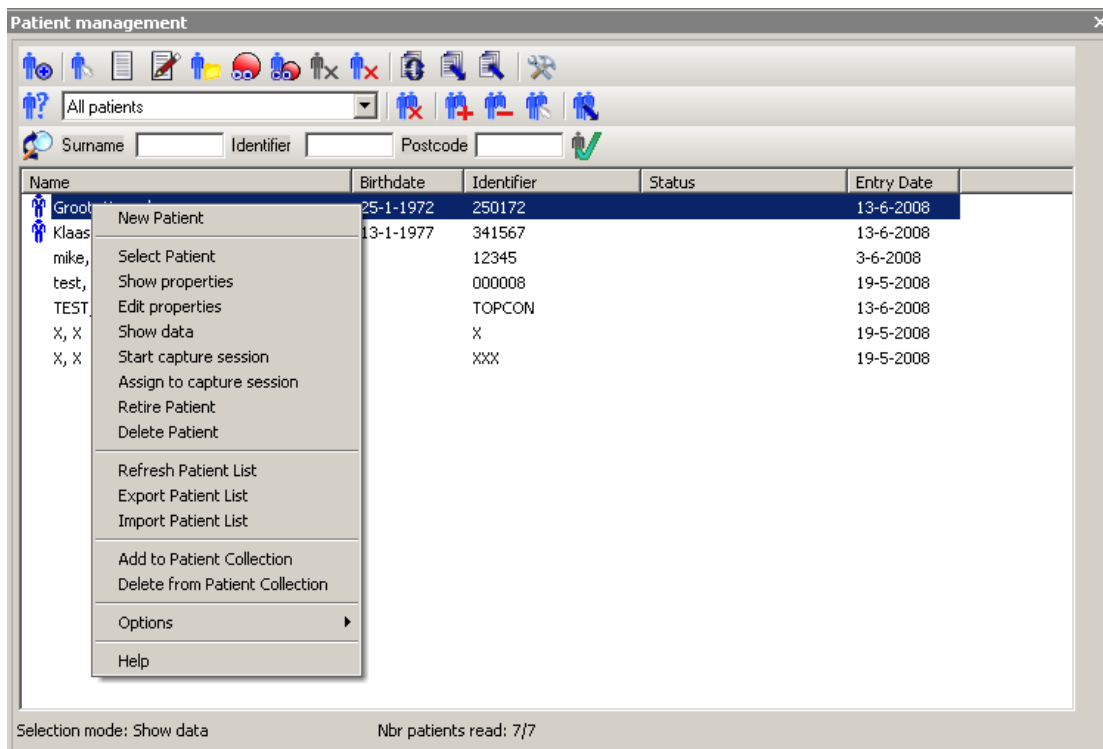 Patient management
All patients
Surname Identifier Postcode
Name Birthdate Identifier Status Entry Date
Groot 25-1-1972 250172 13-6-2008
Klaas 13-1-1977 341567 13-6-2008
mike, 12345 3-6-2008
test, 000008 19-5-2008
TEST_ TOPCON 13-6-2008
X, X X 19-5-2008
X, X XXX 19-5-2008
New Patient
Select Patient
Show properties
Edit properties
Show data
Start capture session
Assign to capture session
Retire Patient
Delete Patient
Refresh Patient List
Export Patient List
Import Patient List
Add to Patient Collection
Delete from Patient Collection
Options
Help
Selection mode: Show data Nbr patients read: 7/7